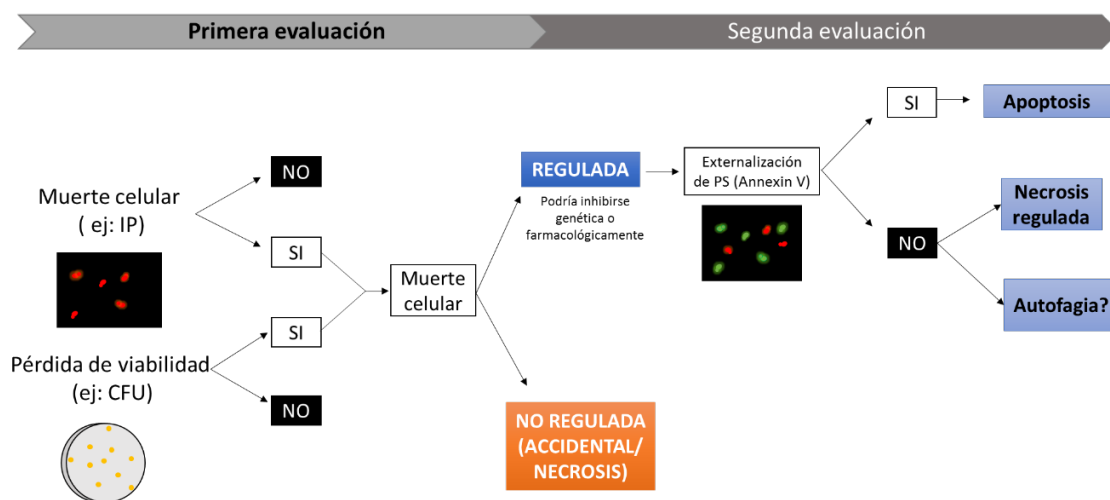 Primera evaluación
Segunda evaluación
Muerte celular
( ej: IP)
NO
SI
Pérdida de viabilidad
(ej: CFU)
SI
NO
Muerte
celular
REGULADA
Podría inhibirse
genética o
farmacológicamente
NO REGULADA
(ACCIDENTAL/
NECROSIS)
Externalización
de PS (Annexin V)
SI
Apoptosis
NO
Necrosis
regulada
Autofagia?